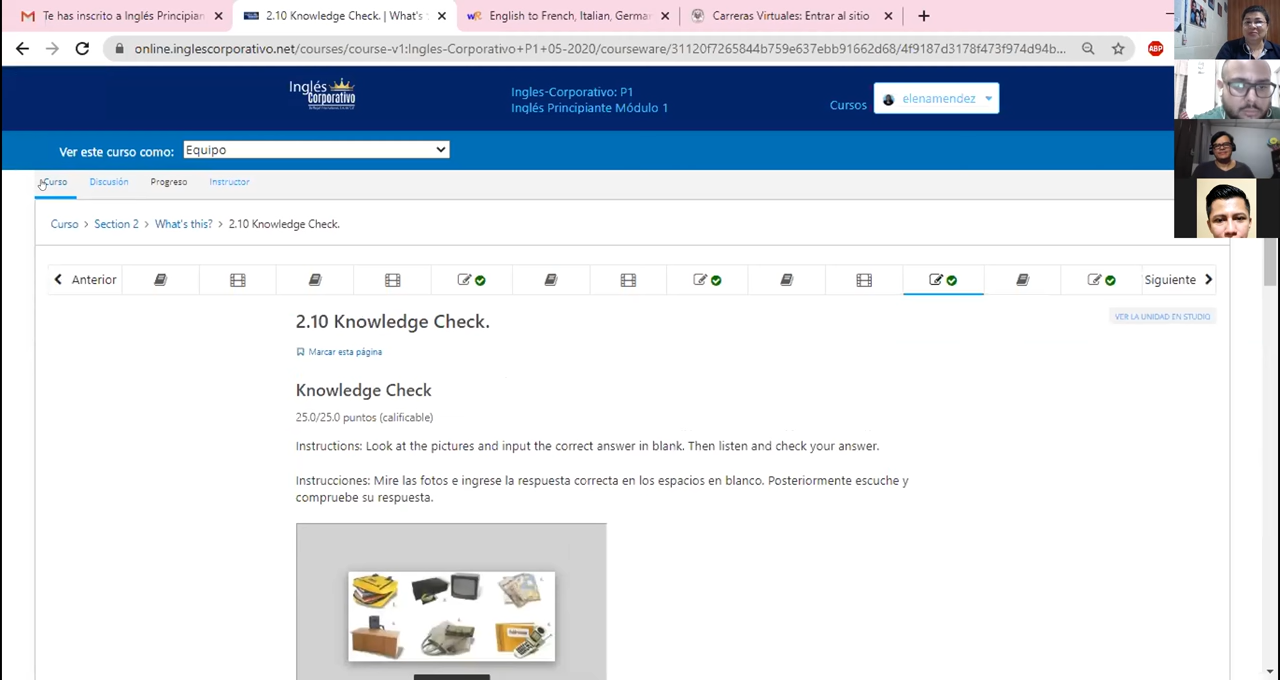 Te has inscrito a Inglés Principian
2.10 Knowledge Check. | What's
English to French, Italian, Germa
Carreras Virtuales: Entrar al sitio
online.inglescorporativo.net/courses/course-v1:Ingles-Corporativo+P1+05-2020/courseware/31120f7265844b759e637ebb91662d68/4f9187d3178f473f974d94b...
ABP
Inglés
Corporativo
Ingles-Corporativo: P1
Inglés Principiante Módulo 1
Cursos
elenamendez
Ver este curso como:
Equipo
Curso
Discusión
Progreso
Instructor
Curso > Section 2 > What's this? > 2.10 Knowledge Check.
Anterior
Siguiente
2.10 Knowledge Check.
VER LA UNIDAD EN STUDIO
Marcar esta página
Knowledge Check
25.0/25.0 puntos (calificable)
Instructions: Look at the pictures and input the correct answer in blank. Then listen and check your answer.
Instrucciones: Mire las fotos e ingrese la respuesta correcta en los espacios en blanco. Posteriormente escuche y
compruebe su respuesta.